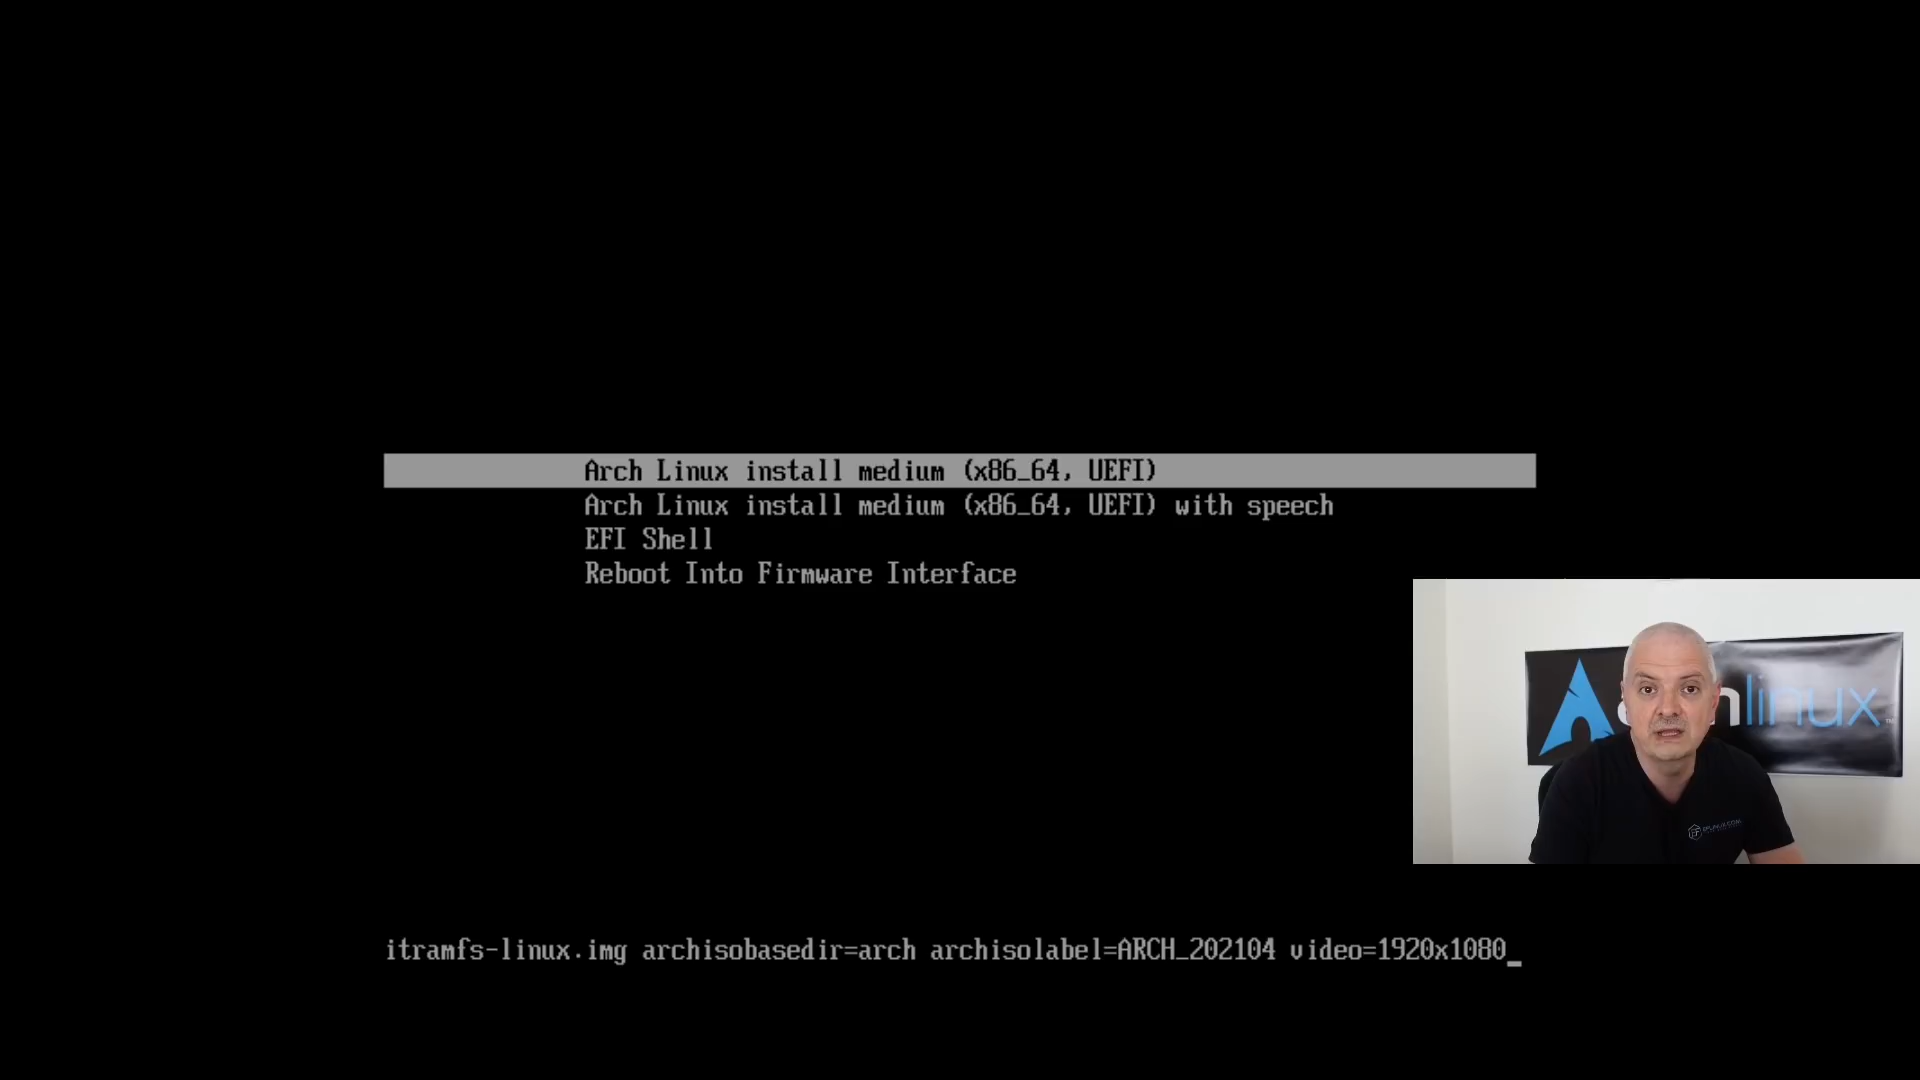 Arch Linux install medium (x86_64, UEFI)
Arch Linux install medium (x86_64, UEFI) with speech
EFI Shell
Reboot Into Firmware Interface
linux
itramfs-linux.img archisobasedir=arch archisolabel=ARCH_202104 video=1920x1080_